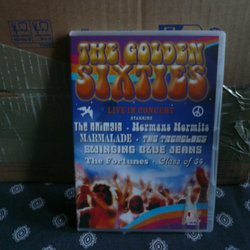 THE GOLDEN
SIXTIES
LIVE IN CONCERT
STARRING
The ANIMALS - Hermans Hermits
MARMALADE - THE TREMELOES
SWINGING BLUE JEANS
The Fortunes - Class of 64